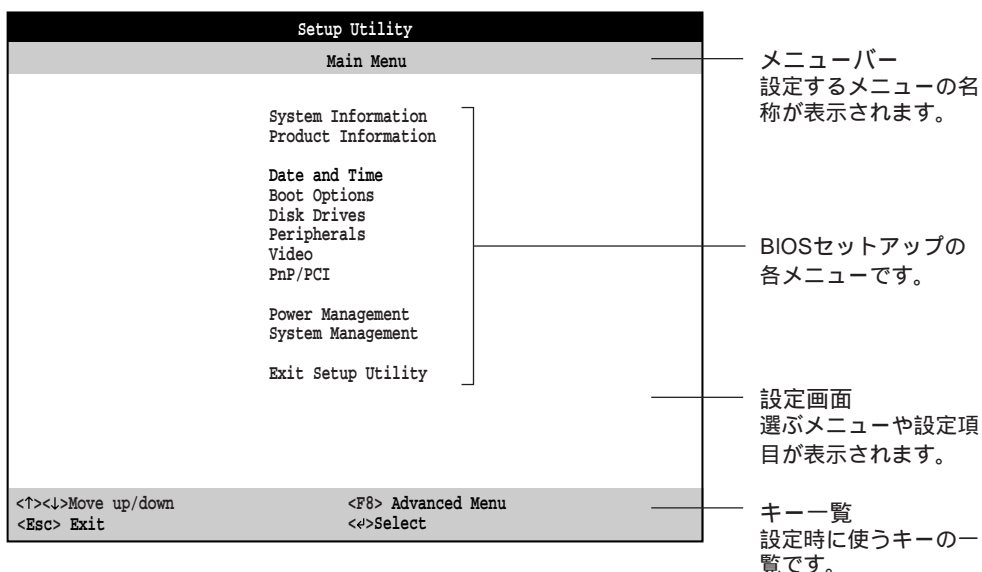 Setup Utility
Main Menu
System Information
Product Information
Date and Time
Boot Options
Disk Drives
Peripherals
Video
PnP/PCI
Power Management
System Management
Exit Setup Utility
<↑><↓>Move up/down
<F8> Advanced Menu
<Esc> Exit
<↵>Select
メニューバー
設定するメニューの名
称が表示されます。
BIOSセットアップの
各メニューです。
設定画面
選ぶメニューや設定項
目が表示されます。
キー一覧
設定時に使うキーの一
覧です。